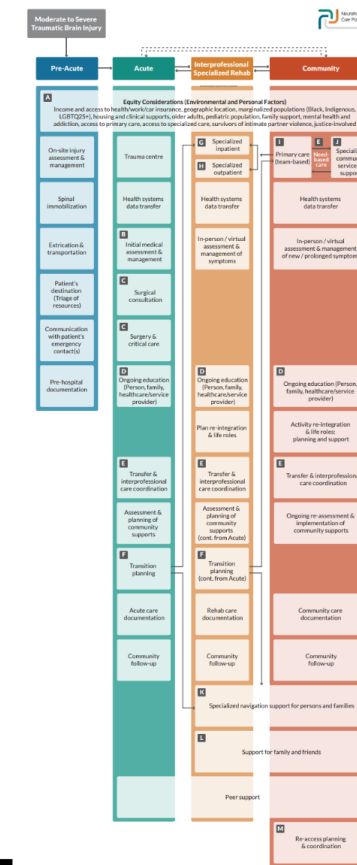 Moderate to Severe
Traumatic Brain Injury
Pre-Acute
Acute
Interprofessional
Specialized Rehab
Community
A
Equity Considerations (Environmental and Personal Factors)
Income and access to health/work/car insurance, geographic location, marginalized populations (Black, Indigenous,
LGBTQ2S+), housing and clinical supports, older adults, pediatric population, family support, mental health and
addiction, access to primary care, access to specialized care, survivors of intimate partner violence, justice-involved
On-site injury
assessment &
management
Spinal
immobilization
Extrication &
transportation
Patient's
destination
(Triage of
resources)
Communication
with patient's
emergency
contact(s)
Pre-hospital
documentation
Trauma centre
Health systems
data transfer
B
Initial medical
assessment &
management
C
Surgical
consultation
C
Surgery &
critical care
D
Ongoing education
(Person, family,
healthcare/service
provider)
E
Transfer &
interprofessional
care coordination
Assessment &
planning of
community
supports
F
Transition
planning
Acute care
documentation
Community
follow-up
G
Specialized
inpatient
H
Specialized
outpatient
Health systems
data transfer
In-person / virtual
assessment &
management of
symptoms
D
Ongoing education
(Person, family,
healthcare/service
provider)
Plan re-integration
& life roles
E
Transfer &
interprofessional
care coordination
Assessment &
planning of
community
supports
(cont. from Acute)
F
Transition
planning
(cont. from Acute)
Rehab care
documentation
Community
follow-up
I
Primary care
(team-based)
E
Need-
based
care
J
Health systems
data transfer
In-person / virtual
assessment & management
of new / prolonged symptom
D
Ongoing education (Person,
family, healthcare/service
provider)
Activity re-integration
& life roles:
planning and support
E
Transfer & interprofessional
care coordination
Ongoing re-assessment &
implementation of
community supports
Community care
documentation
Community
follow-up
K
Specialized navigation support for persons and families
L
Support for family and friends
Peer support
M
Re-access planning
& coordination